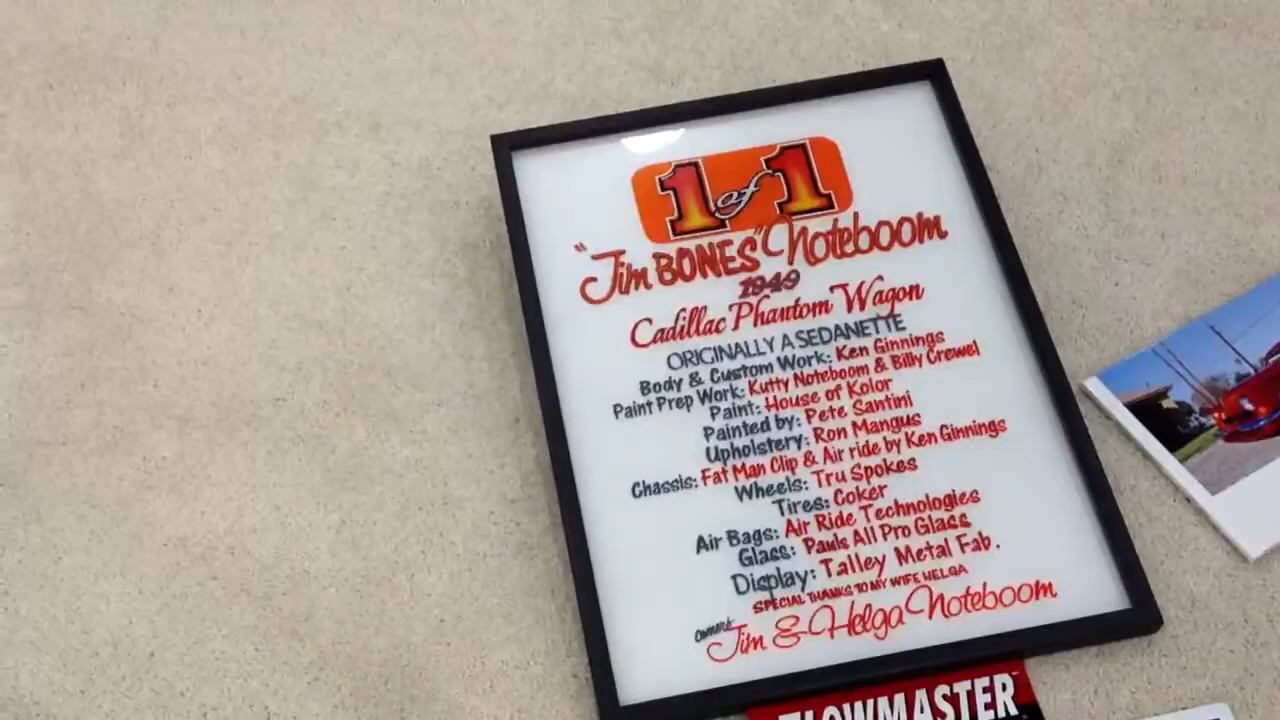 1 of 1
"Jim BONES" Noteboom
1949
Cadillac Phantom Wagon
ORIGINALLY A SEDANETTE
Body & Custom Work: Ken Ginnings
Paint Prep Work: Kutty Noteboom & Billy Crewel
Paint: House of Kolor
Painted by: Pete Santini
Upholstery: Ron Mangus
Chassis: Fat Man Clip & Air ride by Ken Ginnings
Wheels: Tru Spokes
Tires: Coker
Air Bags: Air Ride Technologies
Glass: Pauls All Pro Glass
Display: Talley Metal Fab.
SPECIAL THANKS TO MY WIFE HELGA
owners Jim & Helga Noteboom
FLOWMASTER